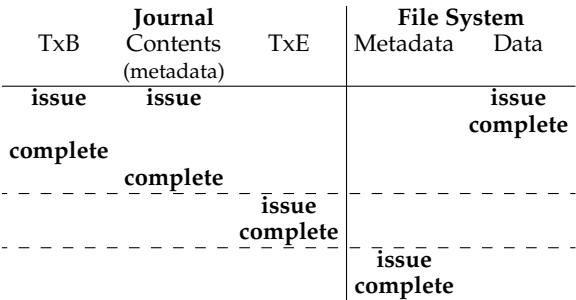 Journal File System
TxB Contents TxE Metadata Data
(metadata)
issue issue issue
complete
complete
complete
issue
complete
issue
complete